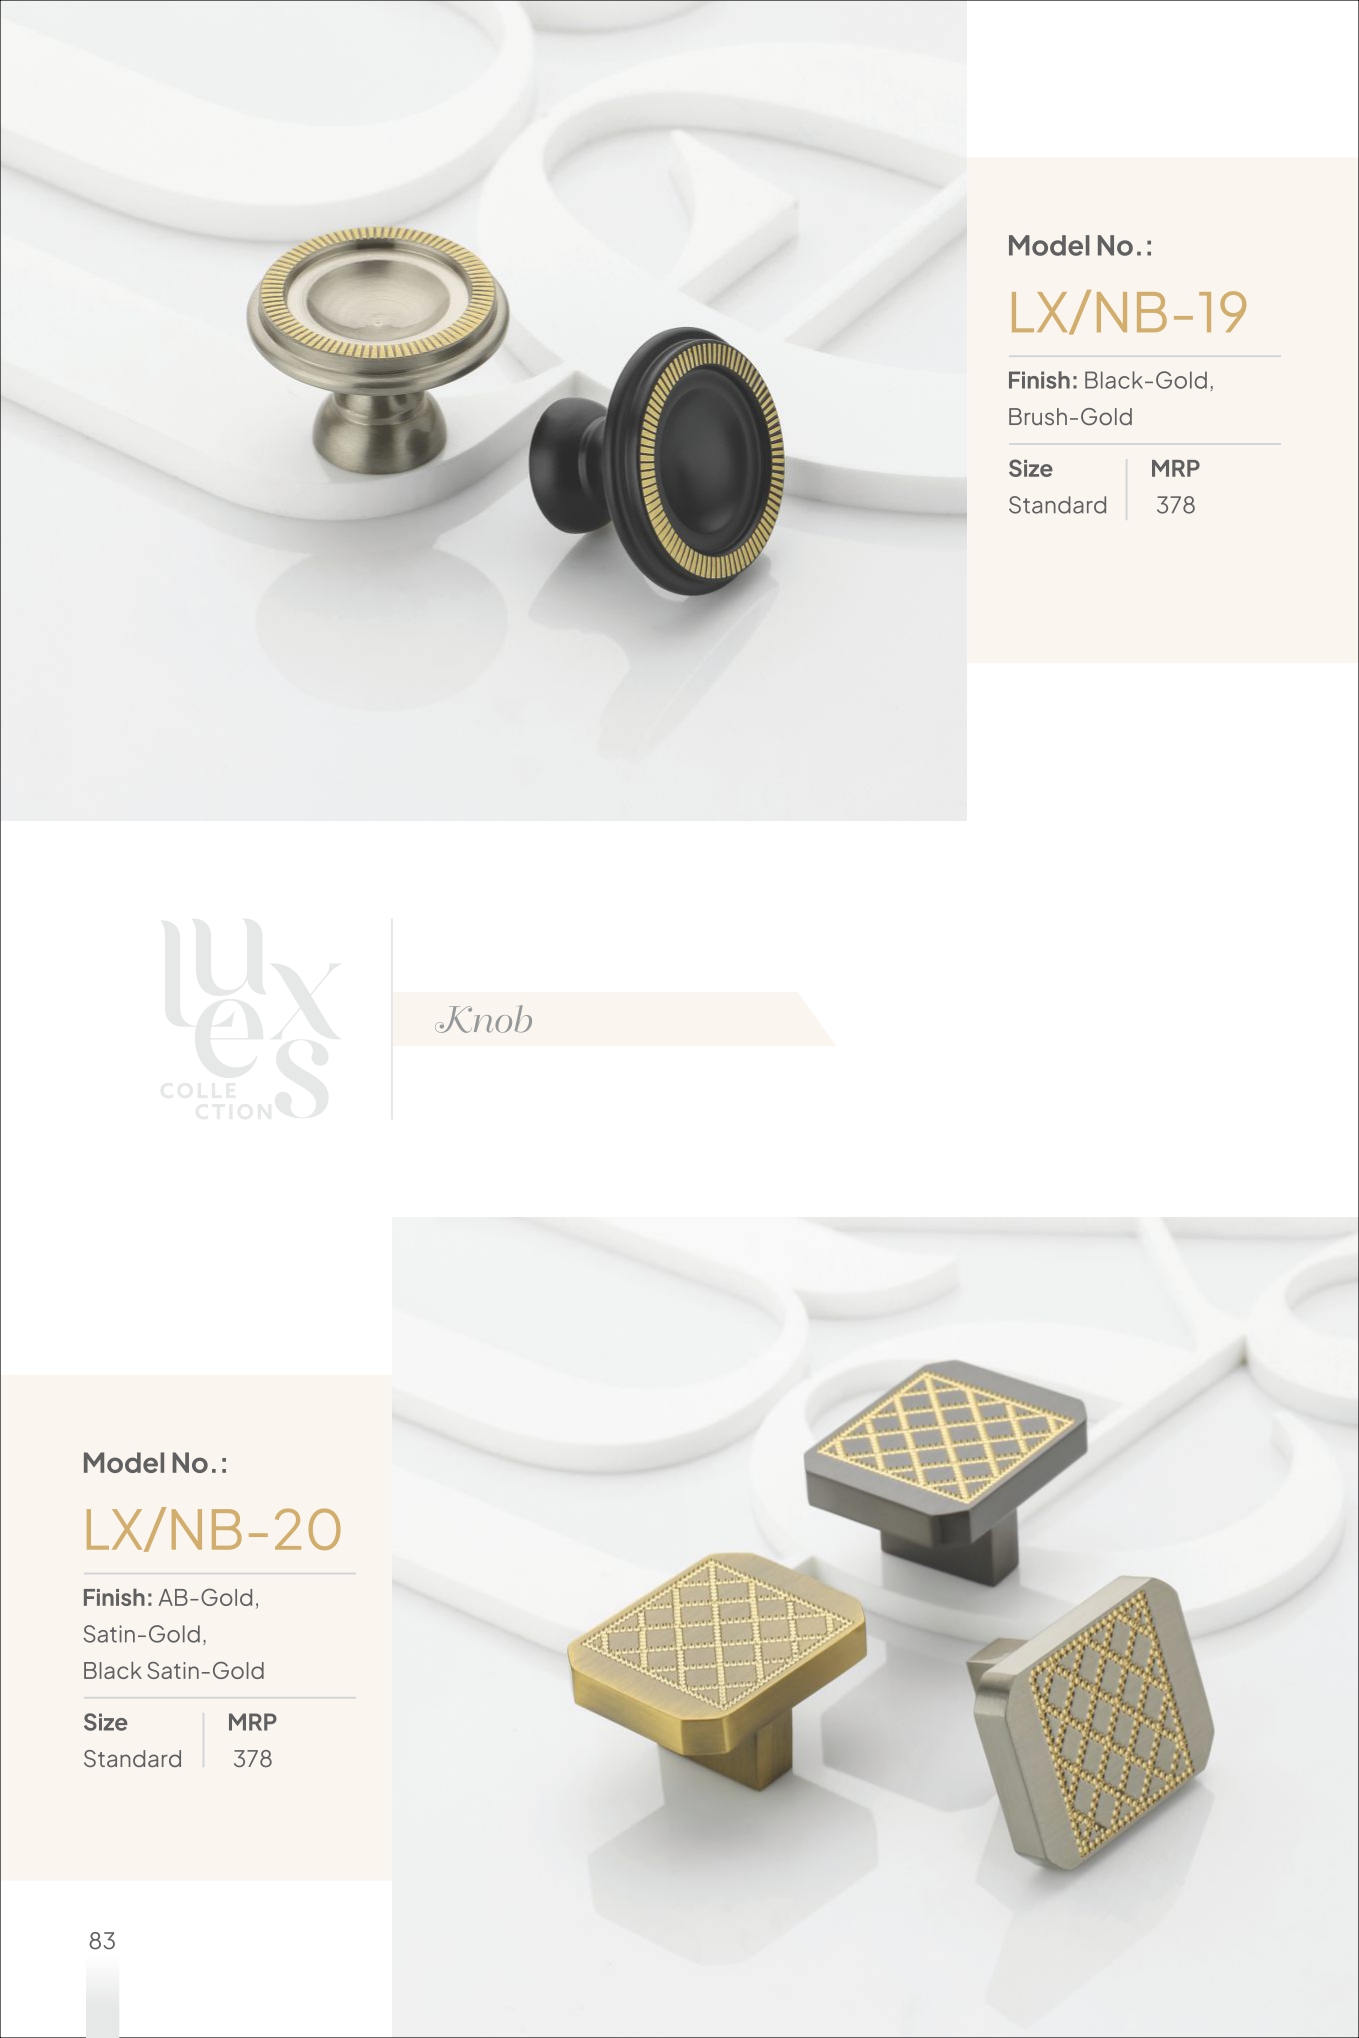 Model No.:
LX/NB-19
Finish: Black-Gold,
Brush-Gold
Size MRP
Standard 378
luxes
COLLE
CTION
Knob
Model No.:
LX/NB-20
Finish: AB-Gold,
Satin-Gold,
Black Satin-Gold
Size MRP
Standard 378
83